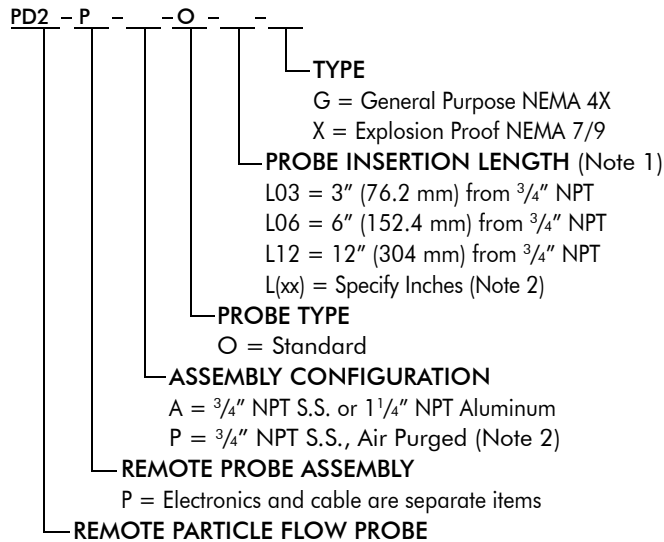 PD2 – P – – O – –
TYPE
G = General Purpose NEMA 4X
X = Explosion Proof NEMA 7/9
PROBE INSERTION LENGTH (Note 1)
L03 = 3” (76.2 mm) from 3/4” NPT
L06 = 6” (152.4 mm) from 3/4” NPT
L12 = 12” (304 mm) from 3/4” NPT
L(xx) = Specify Inches (Note 2)
PROBE TYPE
O = Standard
ASSEMBLY CONFIGURATION
A = 3/4” NPT S.S. or 1 1/4” NPT Aluminum
P = 3/4” NPT S.S., Air Purged (Note 2)
REMOTE PROBE ASSEMBLY
P = Electronics and cable are separate items
REMOTE PARTICLE FLOW PROBE